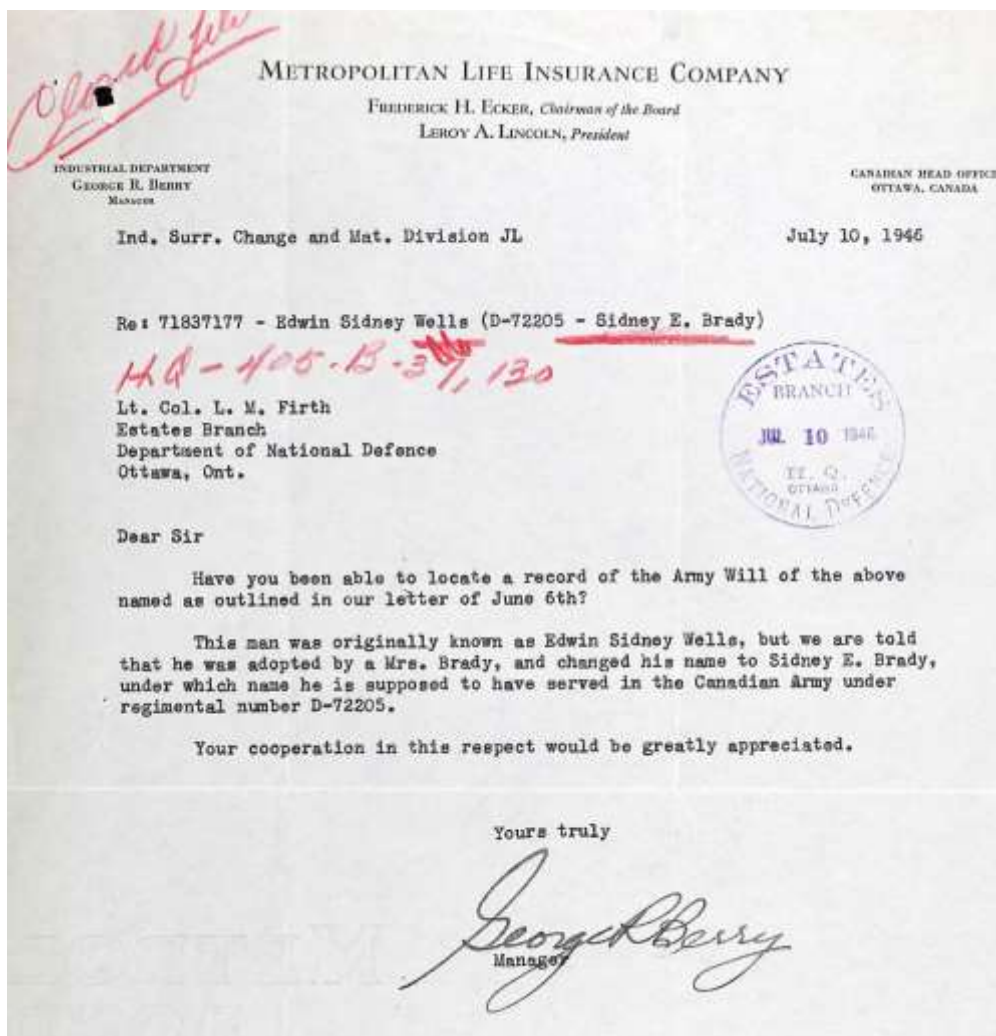 Closed file
METROPOLITAN LIFE INSURANCE COMPANY
FREDERICK H. ECKER, Chairman of the Board
LEROY A. LINCOLN, President
INDUSTRIAL DEPARTMENT
GEORGE R. BERRY
MANAGER
CANADIAN HEAD OFFICE
OTTAWA, CANADA
Ind. Surr. Change and Mat. Division JL
July 10, 1946
Re: 71837177 - Edwin Sidney Wells (D-72205 - Sidney E. Brady)
HQ - 405-B-37,130
Lt. Col. L. M. Firth
Estates Branch
Department of National Defence
Ottawa, Ont.
ESTATES
BRANCH
JUL 10 1946
H. Q.
OTTAWA
NATIONAL DEFENCE
Dear Sir
Have you been able to locate a record of the Army Will of the above
named as outlined in our letter of June 6th?
This man was originally known as Edwin Sidney Wells, but we are told
that he was adopted by a Mrs. Brady, and changed his name to Sidney E. Brady,
under which name he is supposed to have served in the Canadian Army under
regimental number D-72205.
Your cooperation in this respect would be greatly appreciated.
Yours truly
George R Berry
Manager